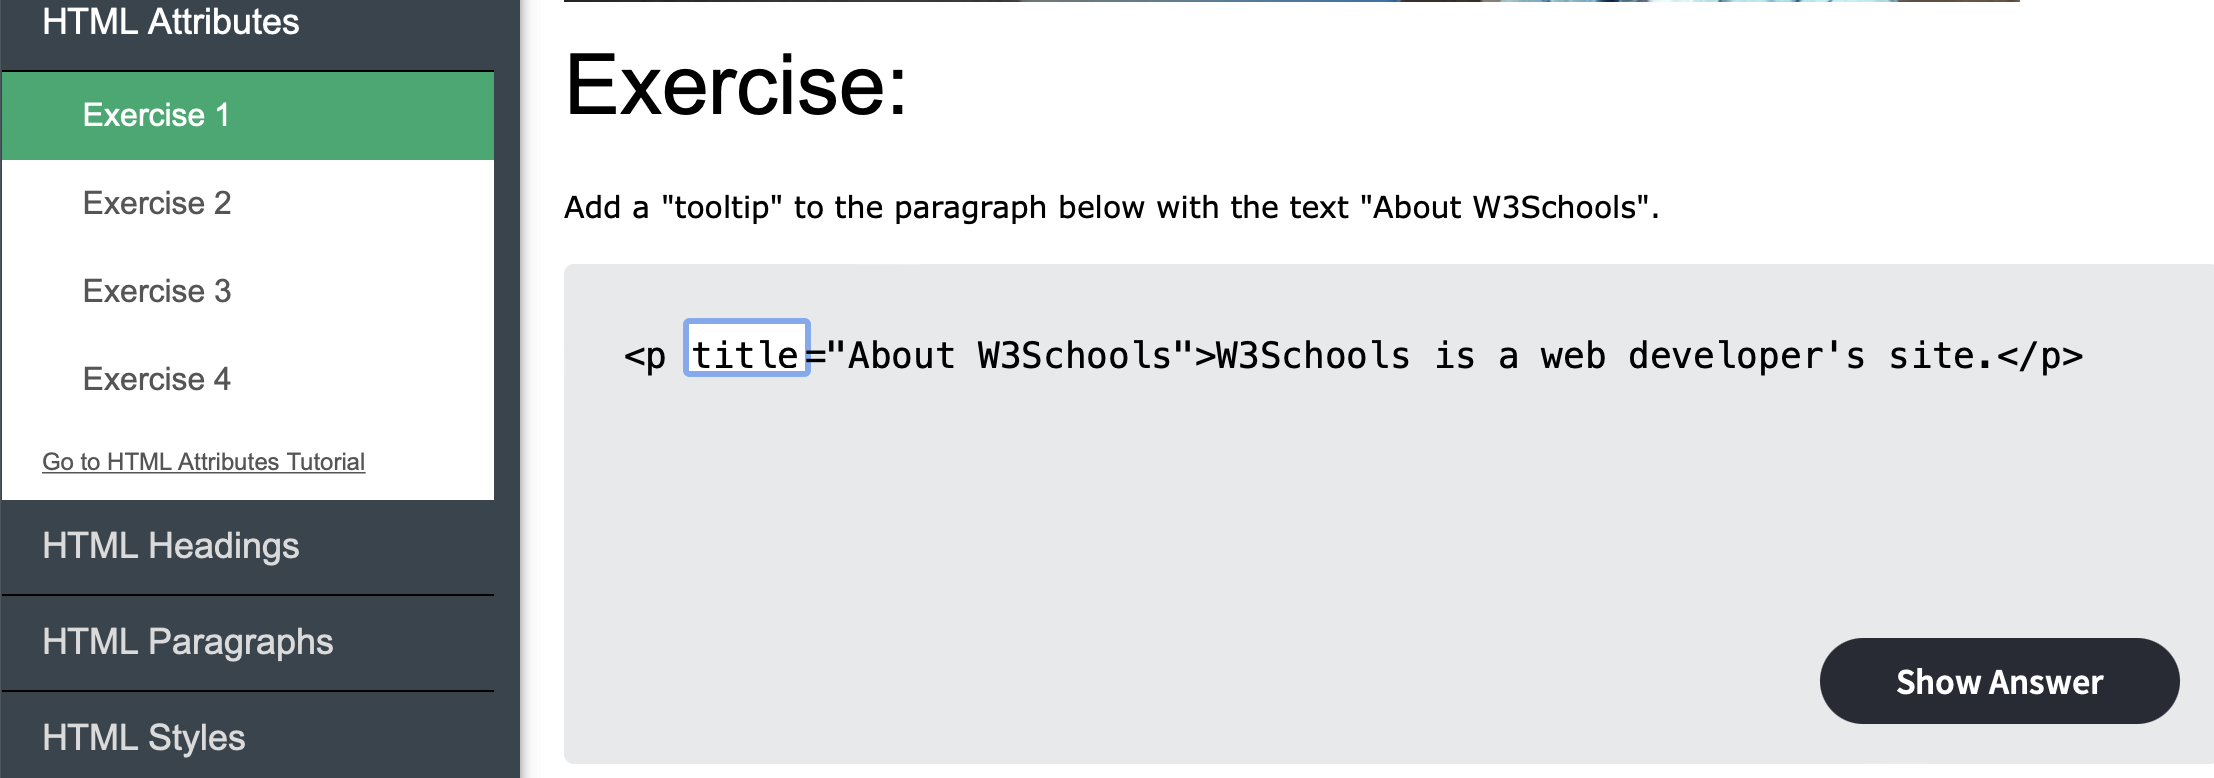 HTML Attributes
Exercise 1
Exercise 2
Exercise 3
Exercise 4
Go to HTML Attributes Tutorial
HTML Headings
HTML Paragraphs
HTML Styles
Exercise:
Add a "tooltip" to the paragraph below with the text "About W3Schools".
<p title="About W3Schools">W3Schools is a web developer's site.</p>
Show Answer